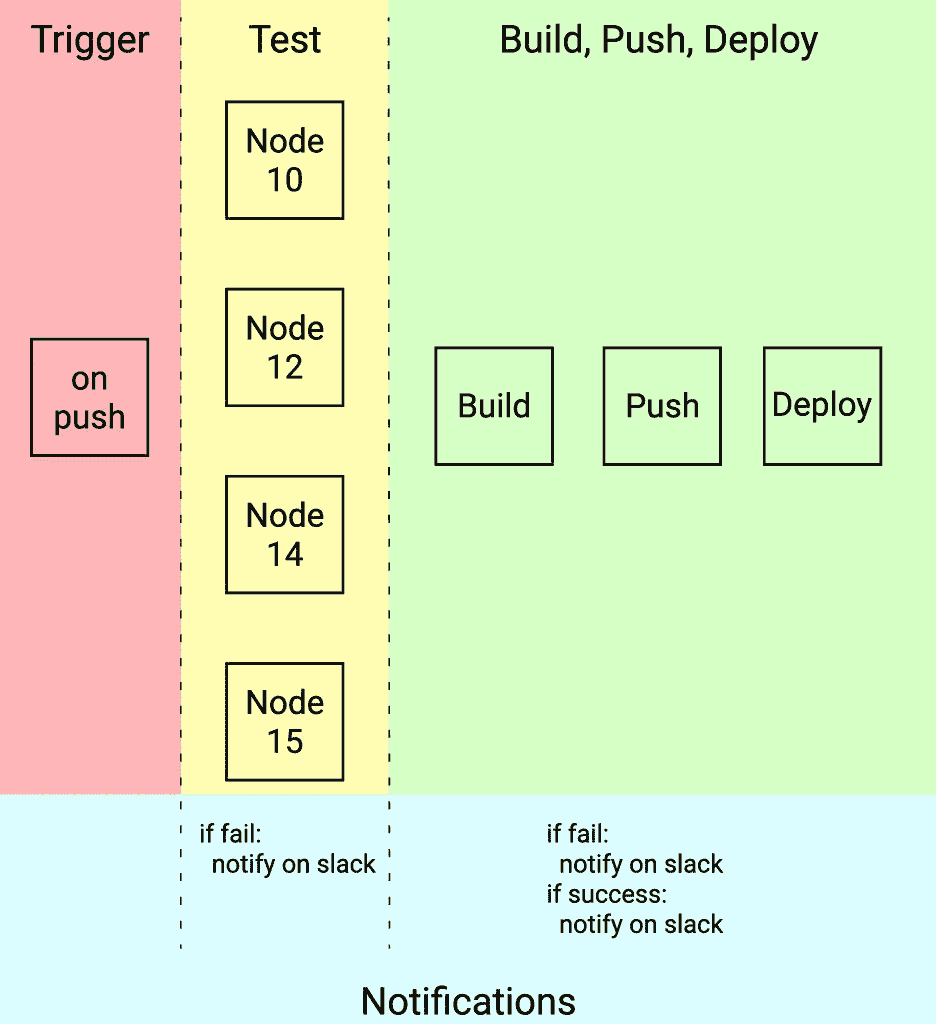 Trigger
Test
Build, Push, Deploy
on
push
Node
10
Node
12
Node
14
Node
15
Build
Push
Deploy
if fail:
notify on slack
if fail:
notify on slack
if success:
notify on slack
Notifications